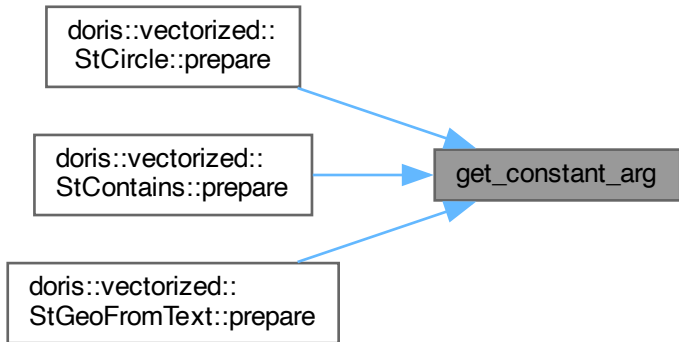 doris::vectorized::
StCircle::prepare
doris::vectorized::
StContains::prepare
get_constant_arg
doris::vectorized::
StGeoFromText::prepare